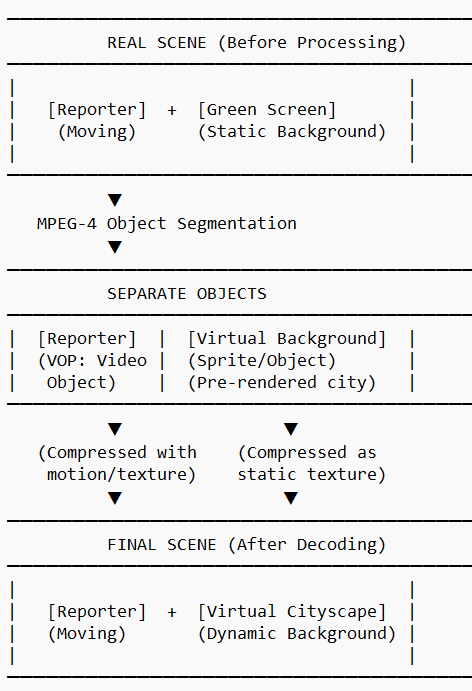 REAL SCENE (Before Processing)
[Reporter] + [Green Screen]
(Moving) (Static Background)
▼
MPEG-4 Object Segmentation
▼
SEPARATE OBJECTS
[Reporter] | [Virtual Background]
(VOP: Video | (Sprite/Object)
Object) | (Pre-rendered city)
▼ ▼
(Compressed with (Compressed as
motion/texture) static texture)
▼ ▼
FINAL SCENE (After Decoding)
[Reporter] + [Virtual Cityscape]
(Moving) (Dynamic Background)